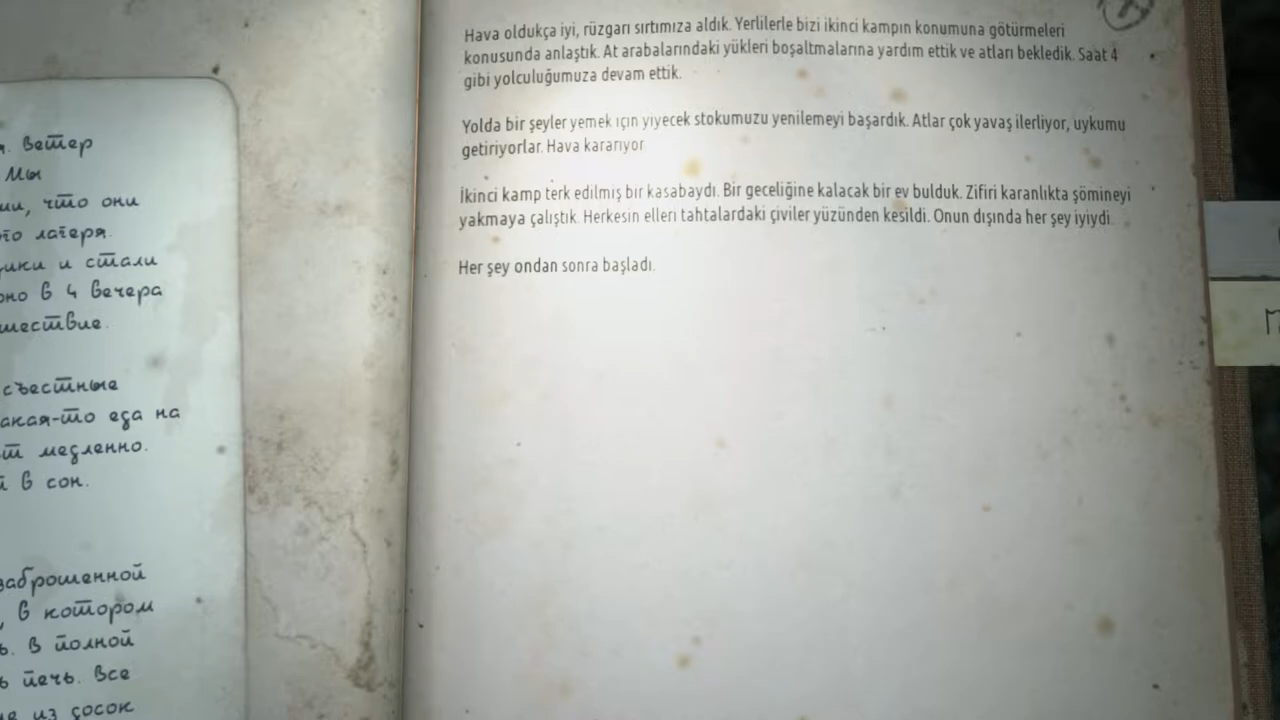 ветер
Мы
что они
лагеря.
и стали
в 4 вечера
съестные
еда на
медленно.
в сон.
заброшенной
в котором
в полной
печь. Все
из досок
Hava oldukça iyi, rüzgarı sırtımıza aldık. Yerlilerle bizi ikinci kampın konumuna götürmeleri
konusunda anlaştık. At arabalarındaki yükleri boşaltmalarına yardım ettik ve atları bekledik. Saat 4
gibi yolculuğumuza devam ettik.
Yolda bir şeyler yemek için yiyecek stokumuzu yenilemeyi başardık. Atlar çok yavaş ilerliyor, uykumu
getiriyorlar. Hava kararıyor
İkinci kamp terk edilmiş bir kasabaydı. Bir geceliğine kalacak bir ev bulduk. Zifiri karanlıkta şömineyi
yakmaya çalıştık. Herkesin elleri tahtalardaki çiviler yüzünden kesildi. Onun dışında her şey iyiydi.
Her şey ondan sonra başladı.